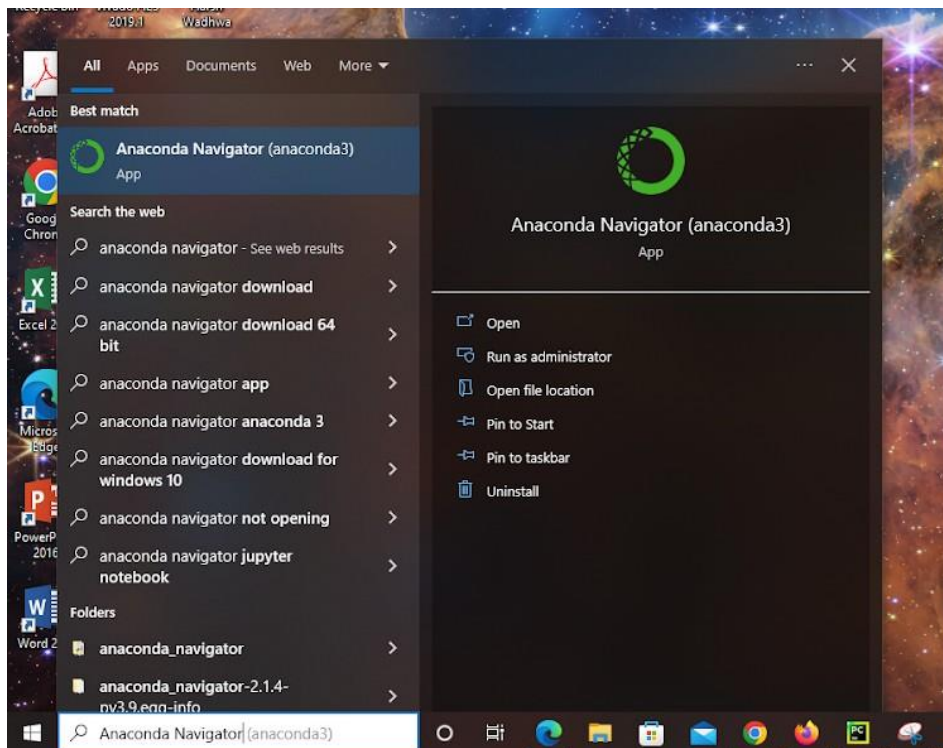 2019.1 Wadhwa
All Apps Documents Web More
Best match
Anaconda Navigator (anaconda3)
App
Search the web
anaconda navigator - See web results
anaconda navigator download
anaconda navigator download 64
bit
anaconda navigator app
anaconda navigator anaconda 3
anaconda navigator download for
windows 10
anaconda navigator not opening
anaconda navigator jupyter
notebook
Folders
anaconda_navigator
anaconda_navigator-2.1.4-
py3.9.egg-info
Anaconda Navigator (anaconda3)
App
Open
Run as administrator
Open file location
Pin to Start
Pin to taskbar
Uninstall
Adob
Acrobat
Goog
Chron
Excel 2
Micros
Edge
PowerP
2016
Word 2
Anaconda Navigator (anaconda3)
PC